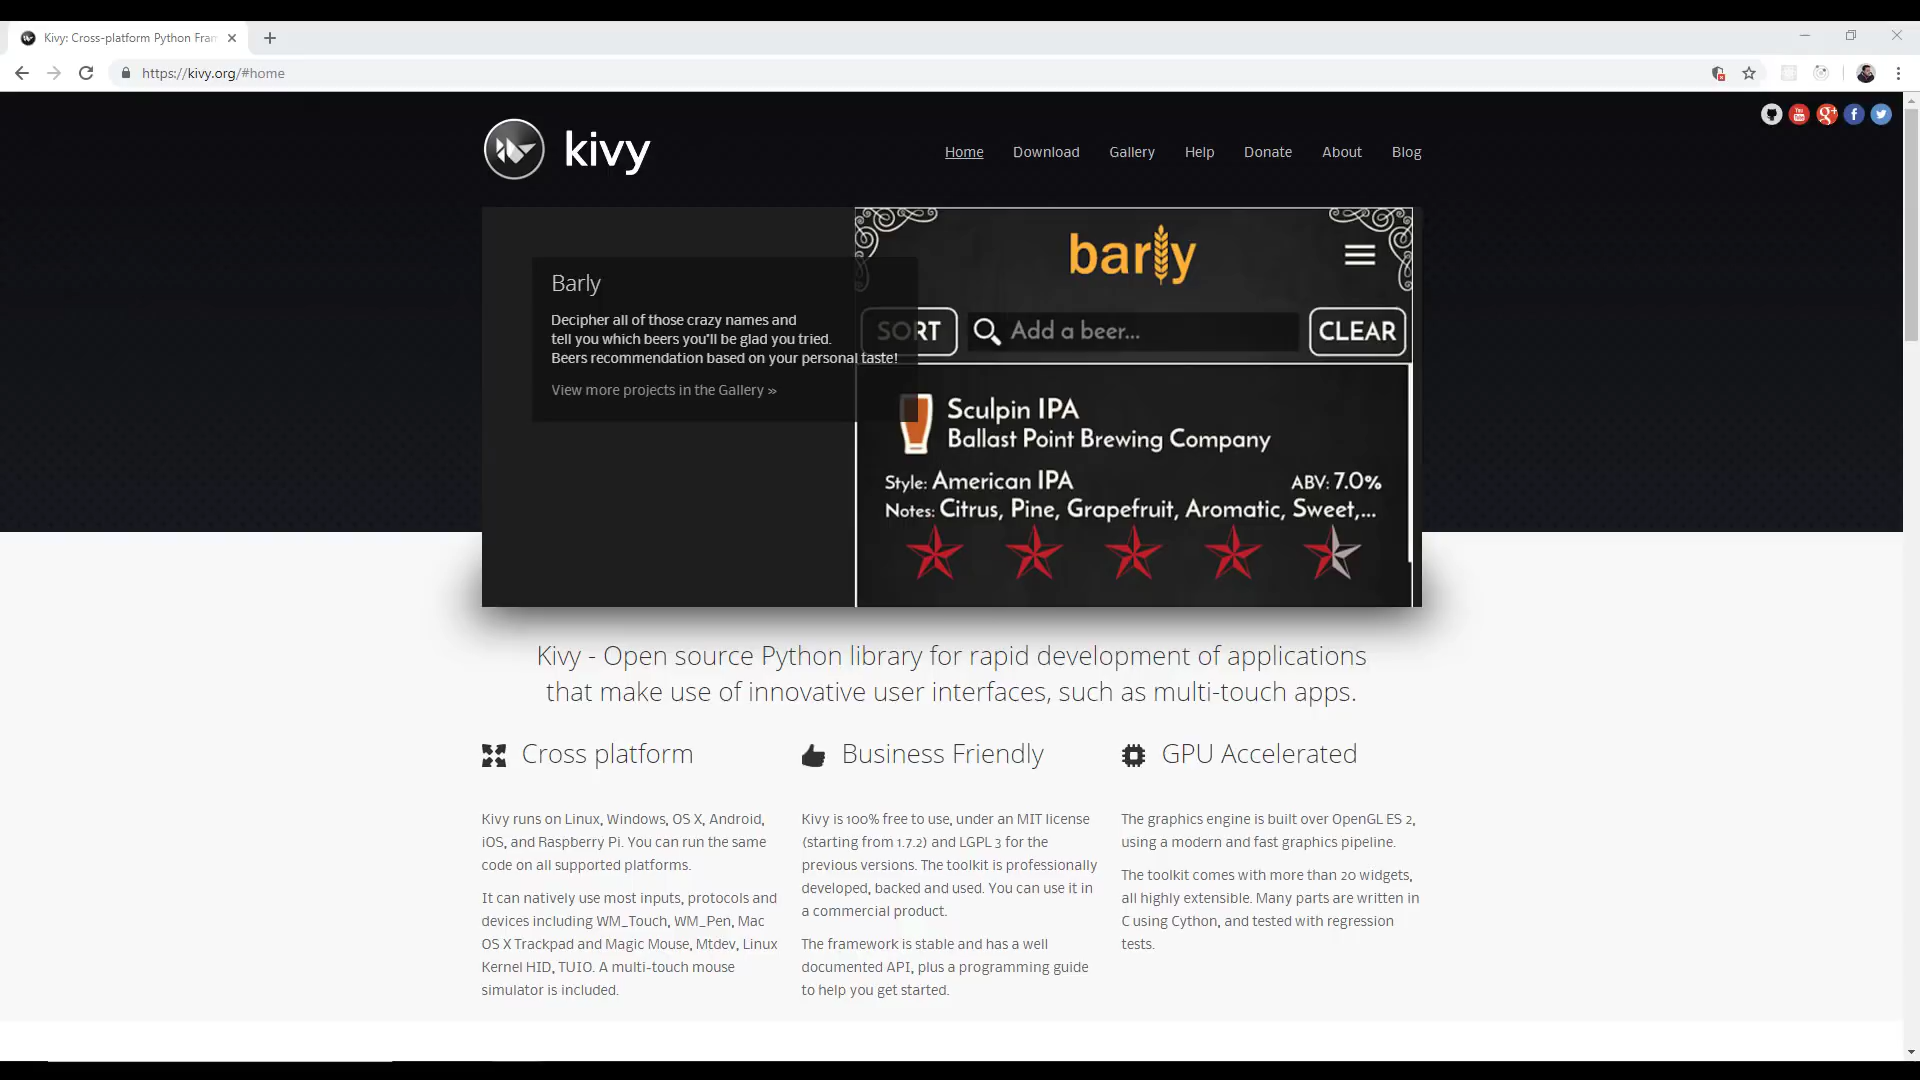 Kivy: Cross-platform Python Fran
https://kivy.org/#home
kivy
Home
Download
Gallery
Help
Donate
About
Blog
Barly
Decipher all of those crazy names and
tell you which beers you'll be glad you tried.
Beers recommendation based on your personal taste!
View more projects in the Gallery »
barly
SORT
Add a beer...
CLEAR
Sculpin IPA
Ballast Point Brewing Company
Style: American IPA
ABV: 7.0%
Notes: Citrus, Pine, Grapefruit, Aromatic, Sweet,...
Kivy - Open source Python library for rapid development of applications
that make use of innovative user interfaces, such as multi-touch apps.
Cross platform
Kivy runs on Linux, Windows, OS X, Android,
iOS, and Raspberry Pi. You can run the same
code on all supported platforms.
It can natively use most inputs, protocols and
devices including WM_Touch, WM_Pen, Mac
OS X Trackpad and Magic Mouse, Mtdev, Linux
Kernel HID, TUIO. A multi-touch mouse
simulator is included.
Business Friendly
Kivy is 100% free to use, under an MIT license
(starting from 1.7.2) and LGPL 3 for the
previous versions. The toolkit is professionally
developed, backed and used. You can use it in
a commercial product.
The framework is stable and has a well
documented API, plus a programming guide
to help you get started.
GPU Accelerated
The graphics engine is built over OpenGL ES 2,
using a modern and fast graphics pipeline.
The toolkit comes with more than 20 widgets,
all highly extensible. Many parts are written in
C using Cython, and tested with regression
tests.